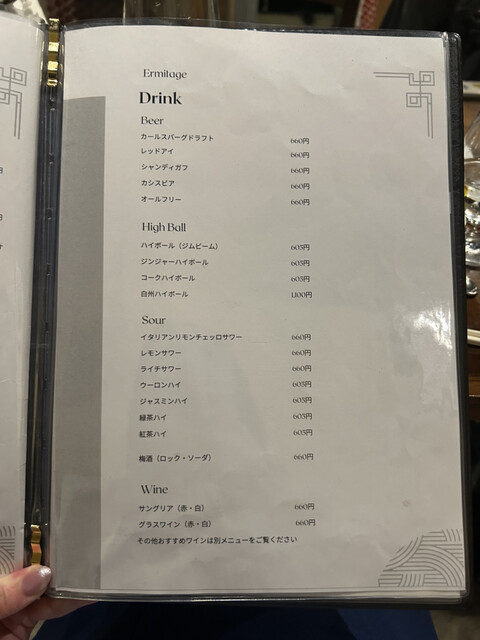 Ermitage
Drink
Beer
カールスバーグドラフト 660円
レッドアイ 660円
シャンディガフ 660円
カシスビア 660円
オールフリー 660円
High Ball
ハイボール（ジムビーム） 605円
ジンジャーハイボール 605円
コークハイボール 605円
白州ハイボール 1,100円
Sour
イタリアンリモンチェッロサワー 660円
レモンサワー 660円
ライチサワー 660円
ウーロンハイ 605円
ジャスミンハイ 605円
緑茶ハイ 605円
紅茶ハイ 605円
梅酒（ロック・ソーダ） 660円
Wine
サングリア（赤・白） 660円
グラスワイン（赤・白） 660円
その他おすすめワインは別メニューをご覧ください